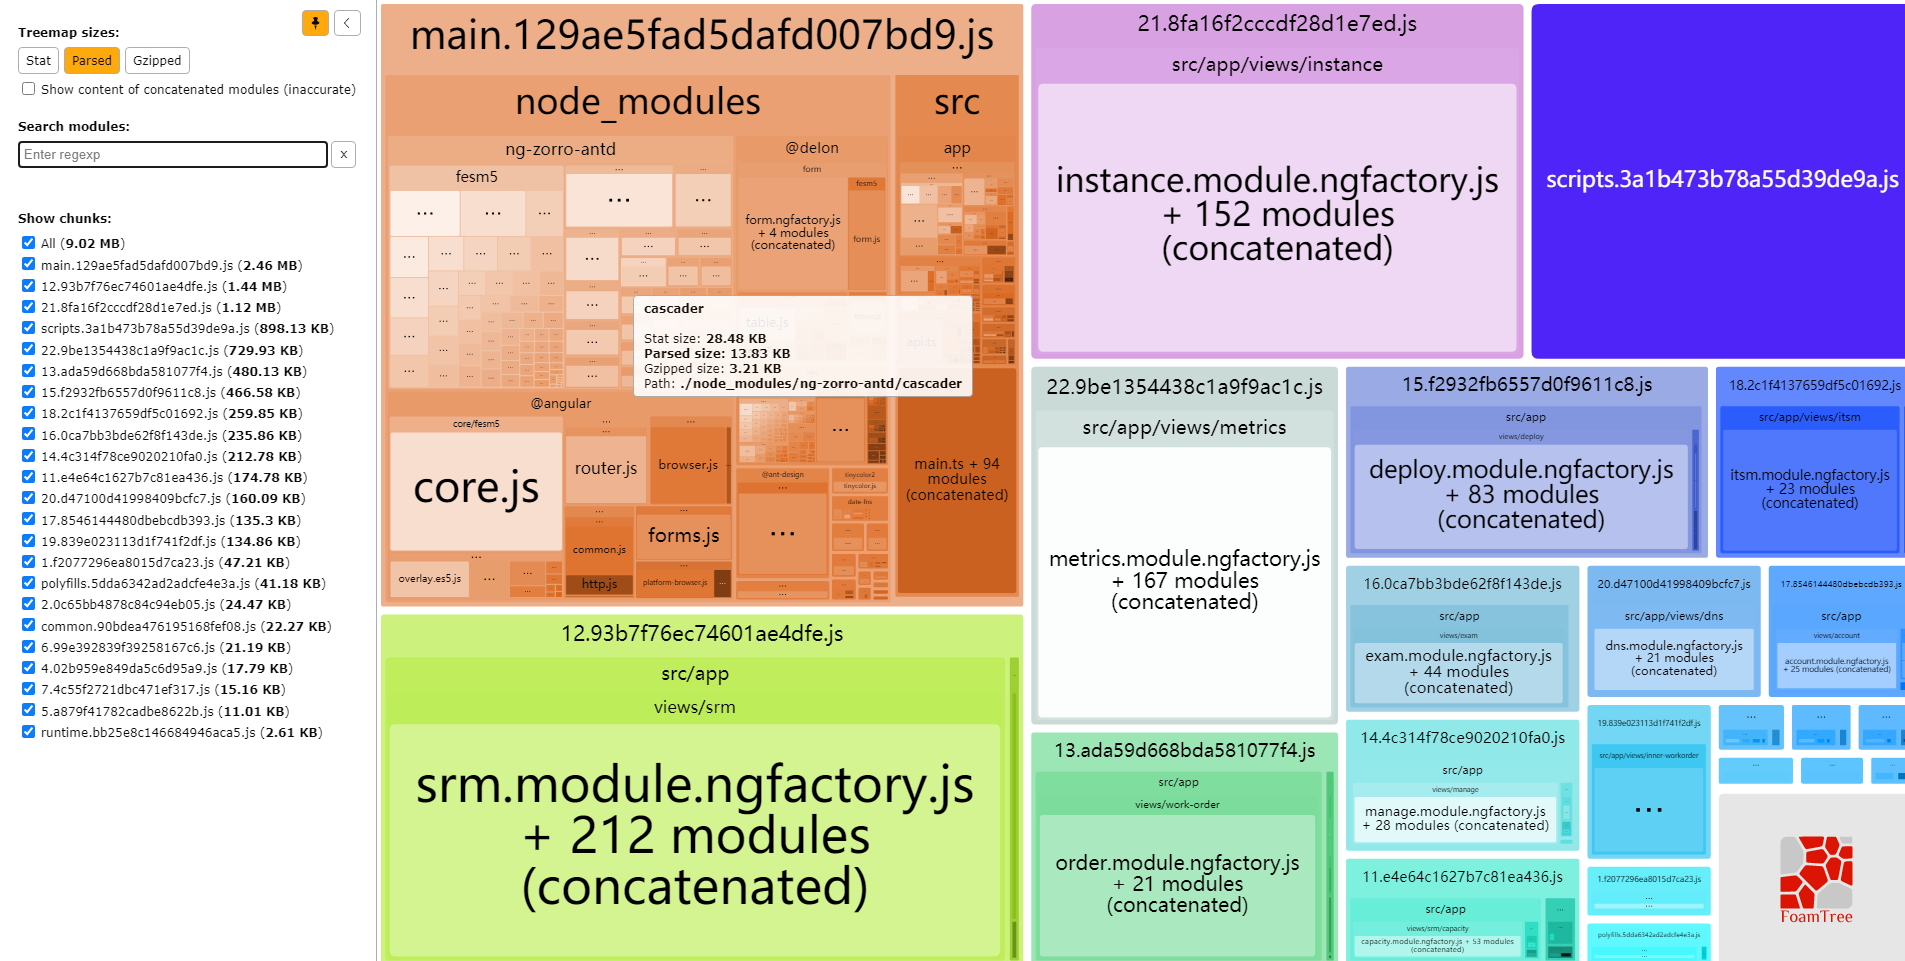 Treemap sizes:
Stat
Parsed
Gzipped
Show content of concatenated modules (inaccurate)
Search modules:
Enter regexp
x
Show chunks:
All (9.02 MB)
main.129ae5fad5dafd007bd9.js (2.46 MB)
12.93b7f76ec74601ae4dfe.js (1.44 MB)
21.8fa16f2cccdf28d1e7ed.js (1.12 MB)
scripts.3a1b473b78a55d39de9a.js (898.13 KB)
22.9be1354438c1a9f9ac1c.js (729.93 KB)
13.ada59d668bda581077f4.js (480.13 KB)
15.f2932fb6557d0f9611c8.js (466.58 KB)
18.2c1f4137659df5c01692.js (259.85 KB)
16.0ca7bb3bde62f8f143de.js (235.86 KB)
14.4c314f78ce9020210fa0.js (212.78 KB)
11.e4e64c1627b7c81ea436.js (174.78 KB)
20.d47100d41998409bcfc7.js (160.09 KB)
17.8546144480dbebcdb393.js (135.3 KB)
19.839e023113d1f741f2df.js (134.86 KB)
1.f2077296ea8015d7ca23.js (47.21 KB)
polyfills.5dda6342ad2adcfe4e3a.js (41.18 KB)
2.0c65bb4878c84c94eb05.js (24.47 KB)
common.90bdea476195168fef08.js (22.27 KB)
6.99e392839f39258167c6.js (21.19 KB)
4.02b959e849da5c6d95a9.js (17.79 KB)
7.4c55f2721dbc471ef317.js (15.16 KB)
5.a879f41782cadbe8622b.js (11.01 KB)
runtime.bb25e8c146684946aca5.js (2.61 KB)
main.129ae5fad5dafd007bd9.js
node_modules
src
ng-zorro-antd
@delon
app
fesm5
form
fesm5
form.ngfactory.js
+ 4 modules
(concatenated)
form.js
table.js
api.ts
cascader
Stat size: 28.48 KB
Parsed size: 13.83 KB
Gzipped size: 3.21 KB
Path: ./node_modules/ng-zorro-antd/cascader
@angular
core/fesm5
core.js
router.js
browser.js
common.js
forms.js
http.js
platform-browser.js
overlay.es5.js
@ant-design
tinycolor2
tinycolor.js
date-fns
main.ts + 94
modules
(concatenated)
12.93b7f76ec74601ae4dfe.js
src/app
views/srm
srm.module.ngfactory.js
+ 212 modules
(concatenated)
21.8fa16f2cccdf28d1e7ed.js
src/app/views/instance
instance.module.ngfactory.js
+ 152 modules
(concatenated)
scripts.3a1b473b78a55d39de9a.js
22.9be1354438c1a9f9ac1c.js
src/app/views/metrics
metrics.module.ngfactory.js
+ 167 modules
(concatenated)
13.ada59d668bda581077f4.js
src/app
views/work-order
order.module.ngfactory.js
+ 21 modules
(concatenated)
15.f2932fb6557d0f9611c8.js
src/app
views/deploy
deploy.module.ngfactory.js
+ 83 modules
(concatenated)
18.2c1f4137659df5c01692.js
src/app/views/itsm
itsm.module.ngfactory.js
+ 23 modules
(concatenated)
16.0ca7bb3bde62f8f143de.js
src/app
views/exam
exam.module.ngfactory.js
+ 44 modules
(concatenated)
20.d47100d41998409bcfc7.js
src/app/views/dns
dns.module.ngfactory.js
+ 21 modules
(concatenated)
17.8546144480dbebcdb393.js
src/app
views/account
account.module.ngfactory.js
+ 25 modules (concatenated)
14.4c314f78ce9020210fa0.js
src/app
views/manage
manage.module.ngfactory.js
+ 28 modules (concatenated)
19.839e023113d1f741f2df.js
src/app/views/inner-workorder
11.e4e64c1627b7c81ea436.js
src/app
views/srm/capacity
capacity.module.ngfactory.js + 53 modules
(concatenated)
1.f2077296ea8015d7ca23.js
polyfills.5dda6342ad2adcfe4e3a.js
FoamTree